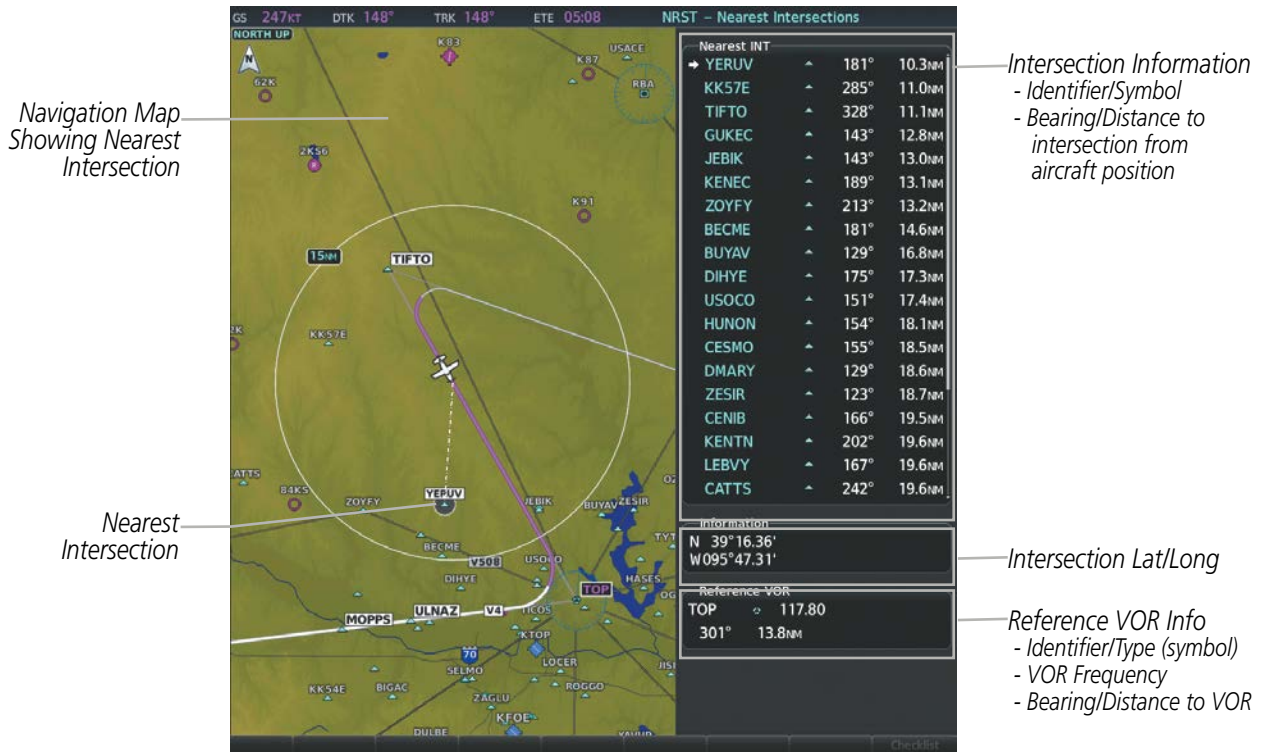 GS 247KT DTK 148° TRK 148° ETE 05:08 NRST – Nearest Intersections
NORTH UP
N
K83
USACE
K87
62K
RBA
2KS6
K91
15NM
TIFTO
KK57E
CATTS
84KS
ZOYFY
YERUV
JEBIK
BUYAV
ZESIR
BECME
V508
USOCO
DIHYE
HASES
TOP
MOPPS
ULNAZ
V4
TICOS
KTOP
70
LOCER
SELMO
KK54E
BIGAC
ROGGO
ZAGLU
KFOE
DULBE
Navigation Map
Showing Nearest
Intersection
Nearest
Intersection
Nearest INT
YERUV 181° 10.3NM
KK57E 285° 11.0NM
TIFTO 328° 11.1NM
GUKEC 143° 12.8NM
JEBIK 143° 13.0NM
KENEC 189° 13.1NM
ZOYFY 213° 13.2NM
BECME 181° 14.6NM
BUYAV 129° 16.8NM
DIHYE 175° 17.3NM
USOCO 151° 17.4NM
HUNON 154° 18.1NM
CESMO 155° 18.5NM
DMARY 129° 18.6NM
ZESIR 123° 18.7NM
CENIB 166° 19.5NM
KENTN 202° 19.6NM
LEBVY 167° 19.6NM
CATTS 242° 19.6NM
Information
N 39°16.36'
W095°47.31'
Reference VOR
TOP 117.80
301° 13.8NM
Checklist
Intersection Information
- Identifier/Symbol
- Bearing/Distance to
intersection from
aircraft position
Intersection Lat/Long
Reference VOR Info
- Identifier/Type (symbol)
- VOR Frequency
- Bearing/Distance to VOR